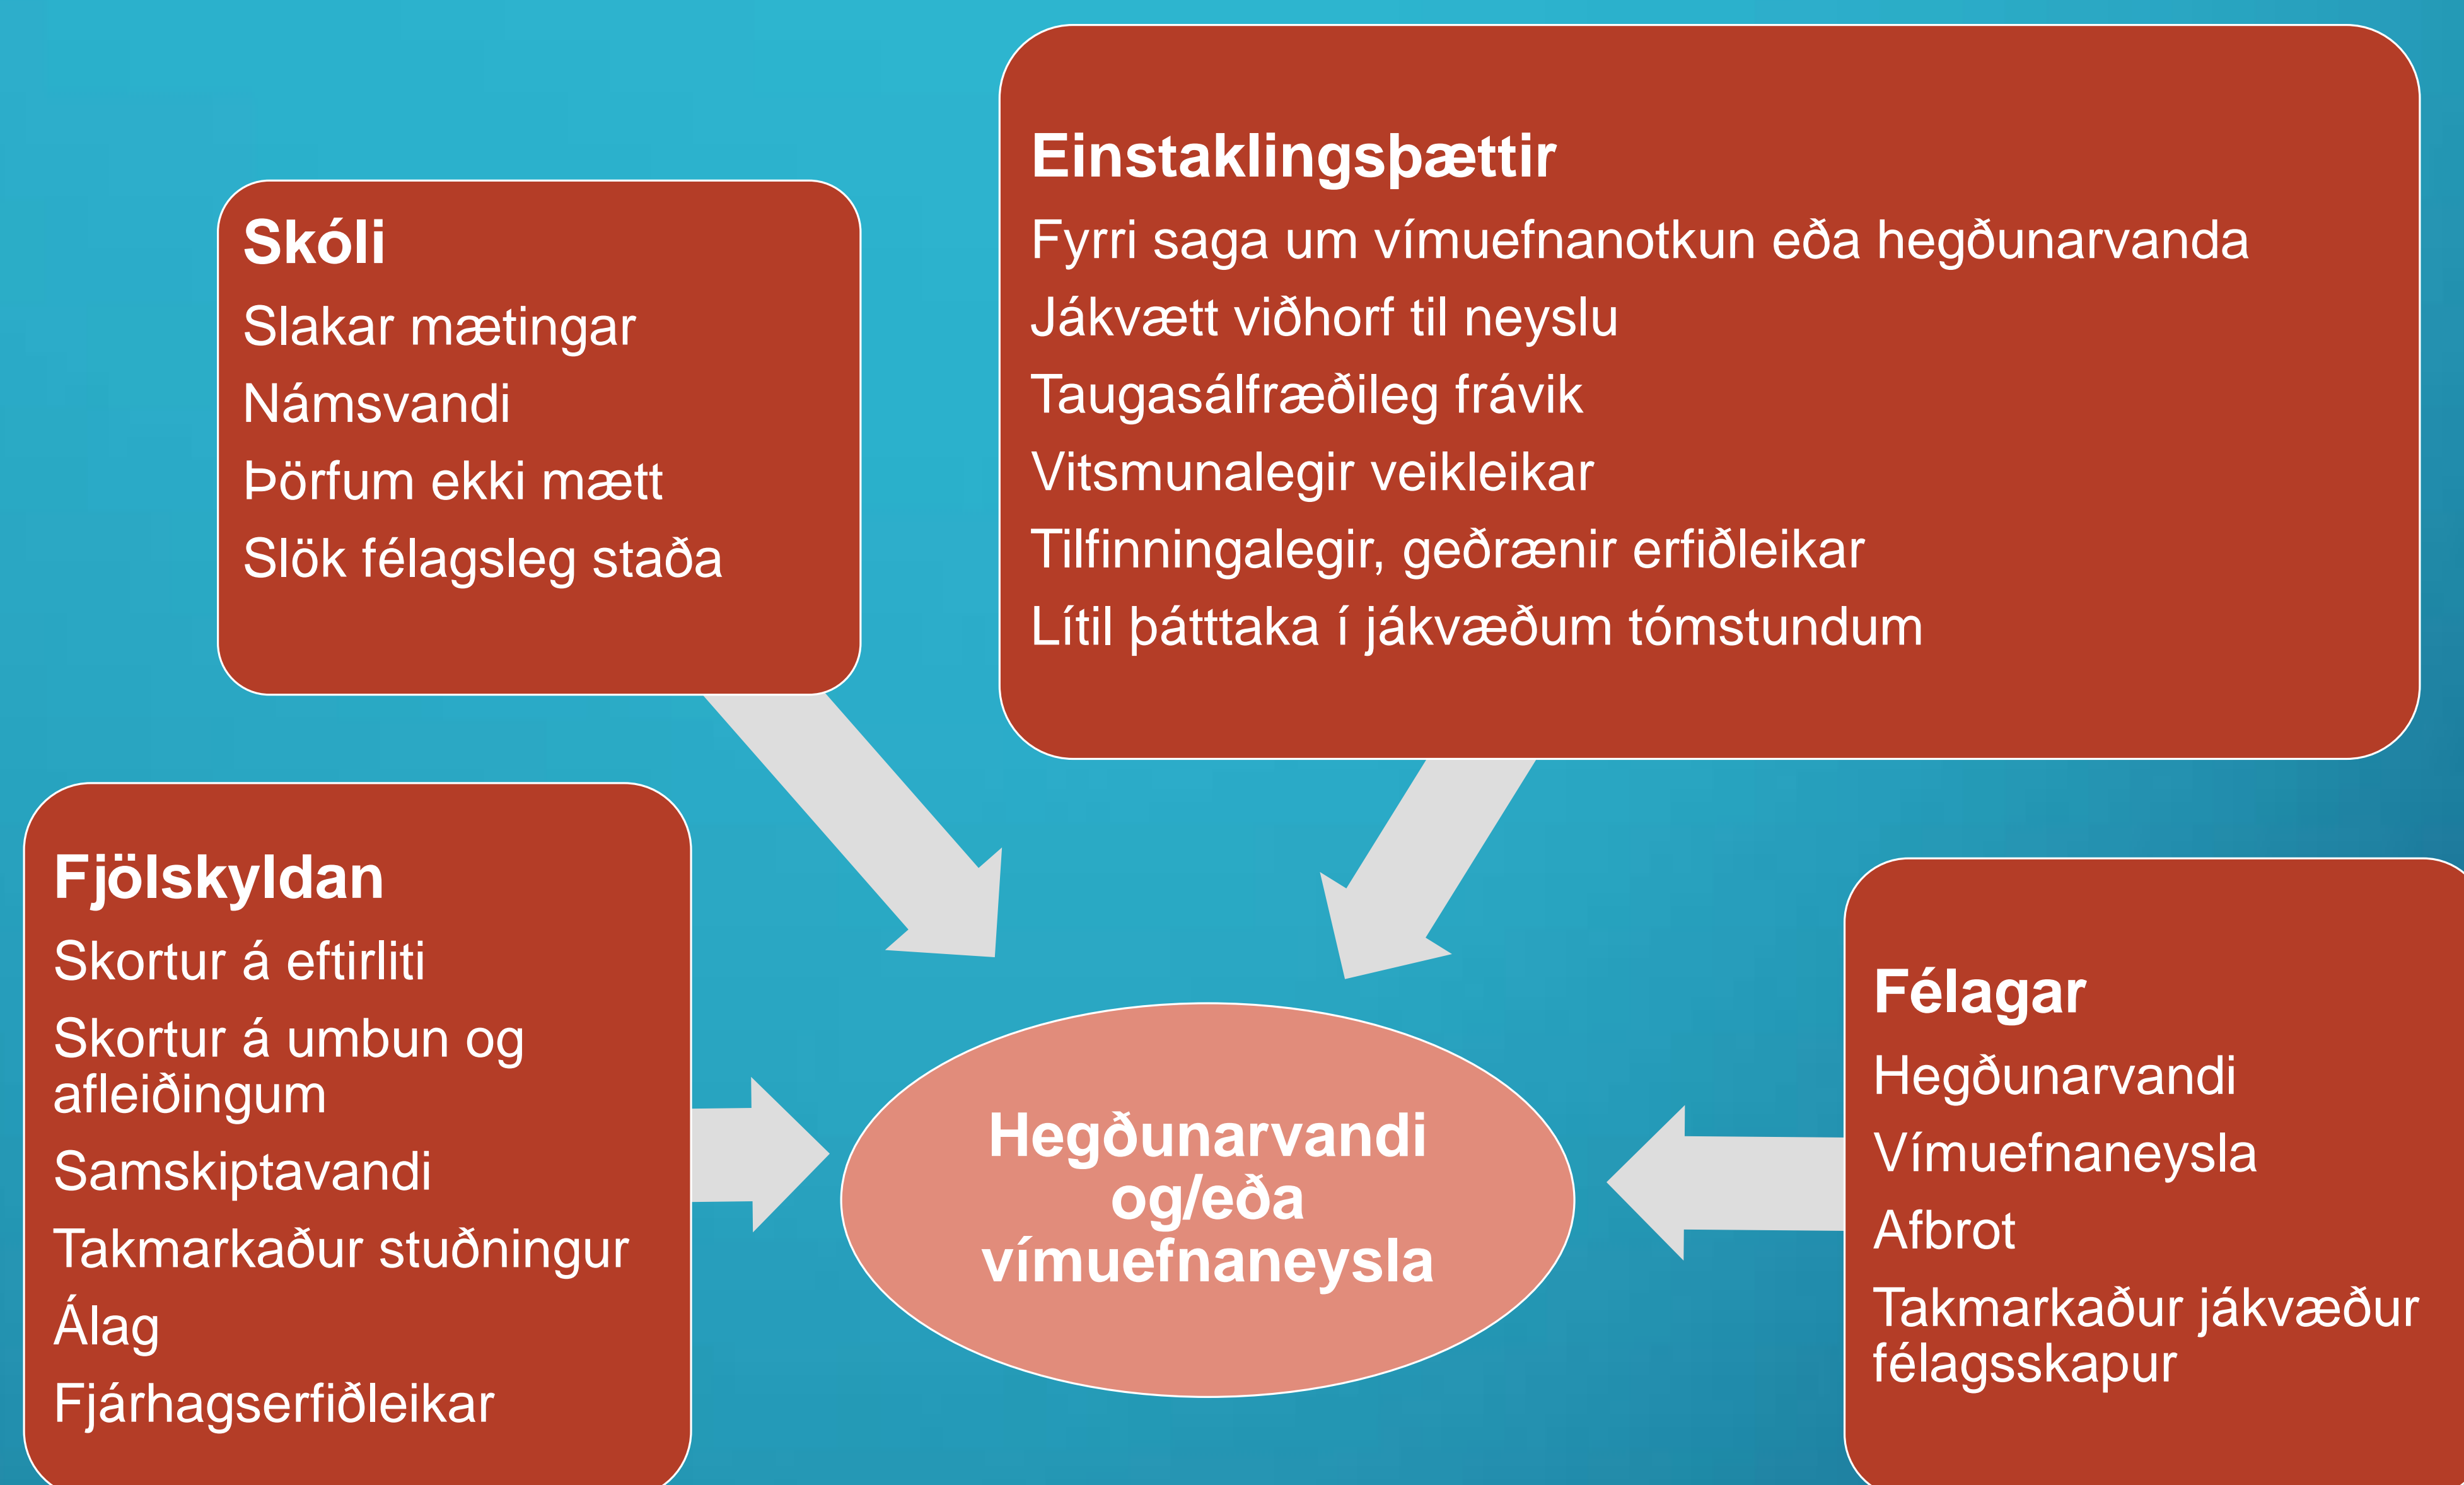 Skóli
Slakar mætingar
Námsvandi
Þörfum ekki mætt
Slök félagsleg staða
Einstaklingsþættir
Fyrri saga um vímuefnanotkun eða hegðunarvanda
Jákvætt viðhorf til neyslu
Taugasálfræðileg frávik
Vitsmunalegir veikleikar
Tilfinningalegir, geðrænir erfiðleikar
Lítil þátttaka í jákvæðum tómstundum
Fjölskyldan
Skortur á eftirliti
Skortur á umbun og
afleiðingum
Samskiptavandi
Takmarkaður stuðningur
Álag
Fjárhagserfiðleikar
Hegðunarvandi
og/eða
vímuefnaneysla
Félagar
Hegðunarvandi
Vímuefnaneysla
Afbrot
Takmarkaður jákvæður
félagsskapur